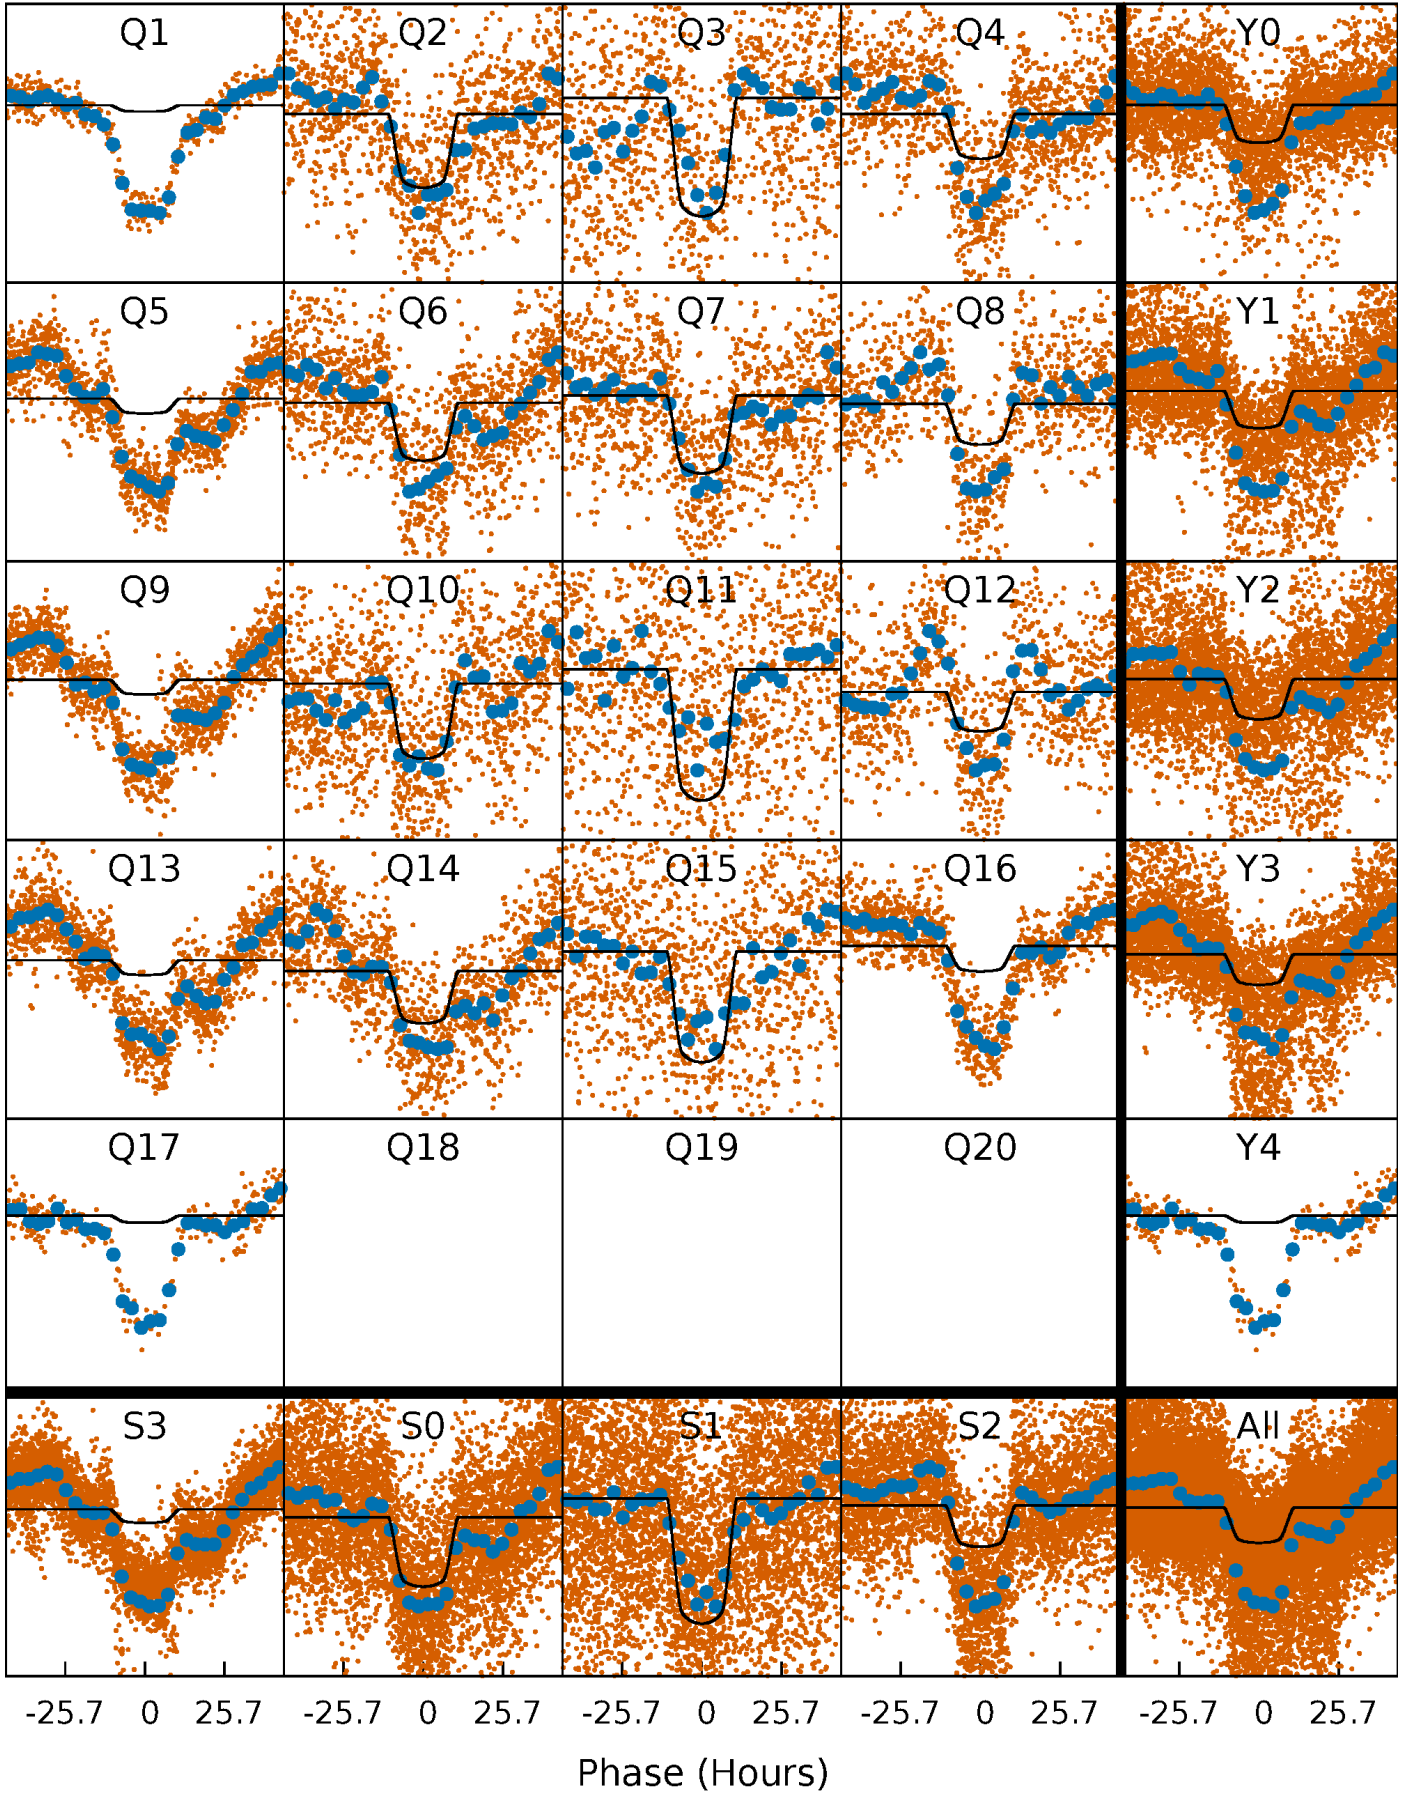 Q1 Q2 Q3 Q4 Y0
Q5 Q6 Q7 Q8 Y1
Q9 Q10 Q11 Q12 Y2
Q13 Q14 Q15 Q16 Y3
Q17 Q18 Q19 Q20 Y4
S3 S0 S1 S2 All
-25.7 0 25.7 -25.7 0 25.7 -25.7 0 25.7 -25.7 0 25.7 -25.7 0 25.7
Phase (Hours)